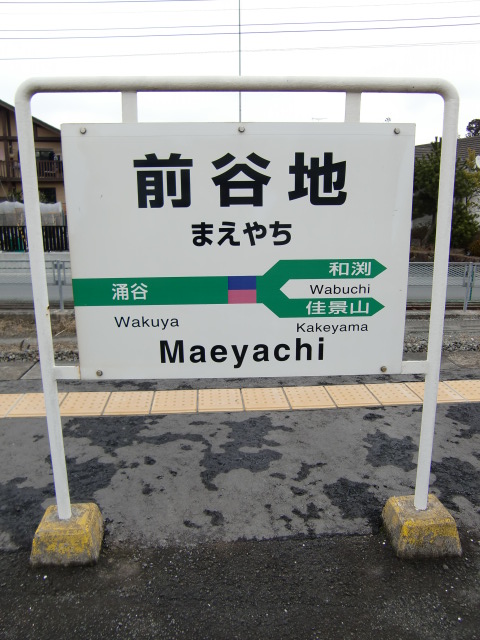 前谷地
まえやち
和渕
Wabuchi
涌谷
佳景山
Wakuya
Kakeyama
Maeyachi